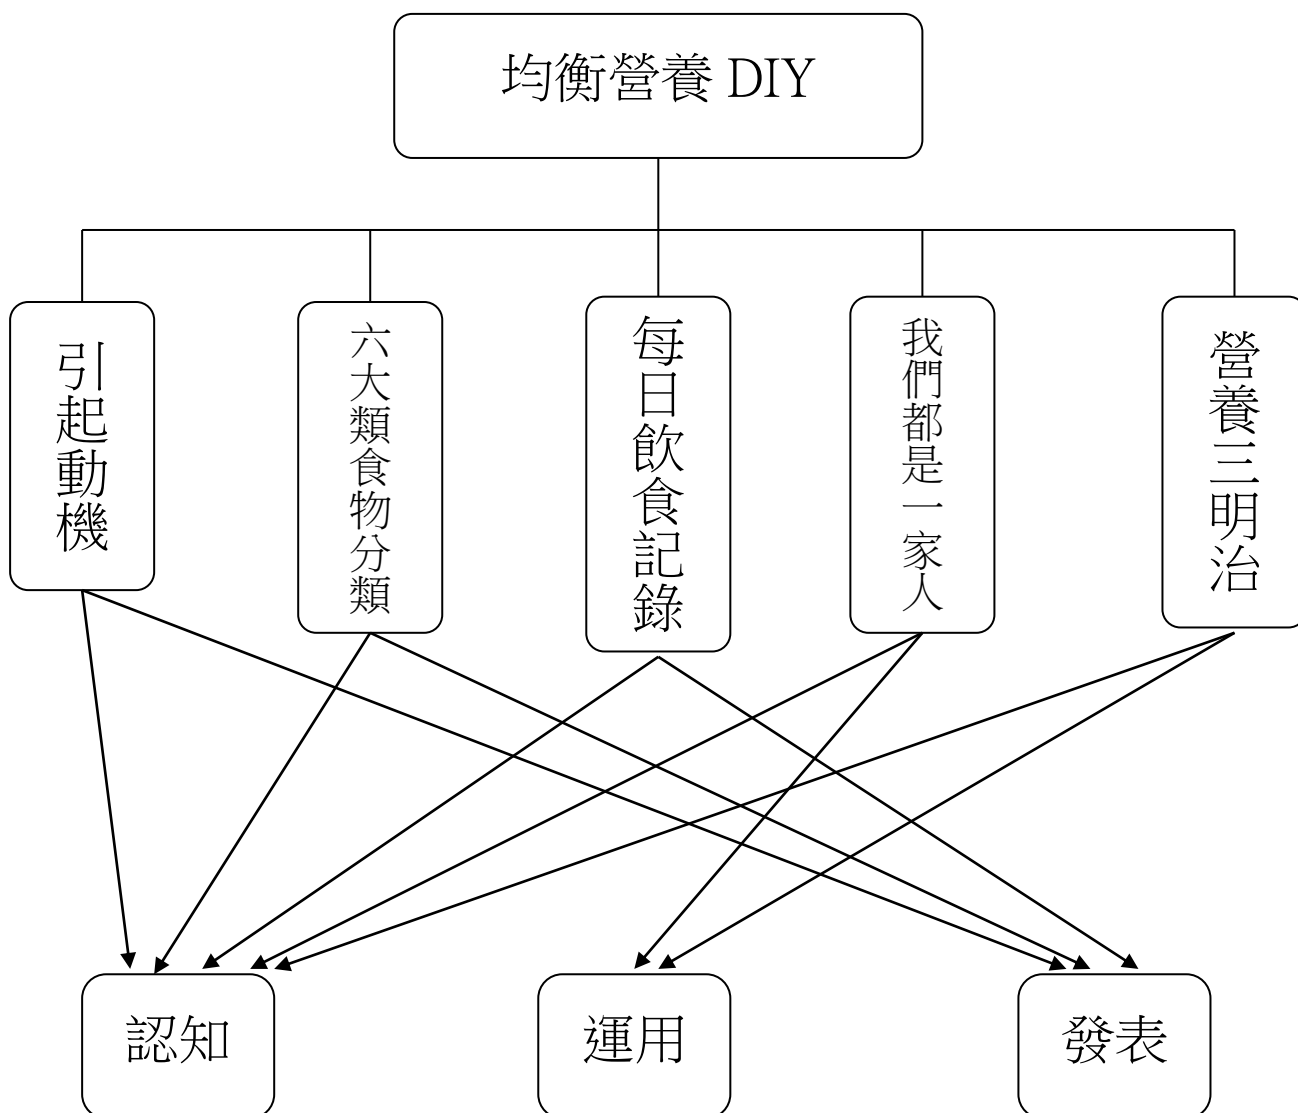 均衡營養 DIY
引起動機
六大類食物分類
每日飲食記錄
我們都是一家人
營養三明治
認知
運用
發表